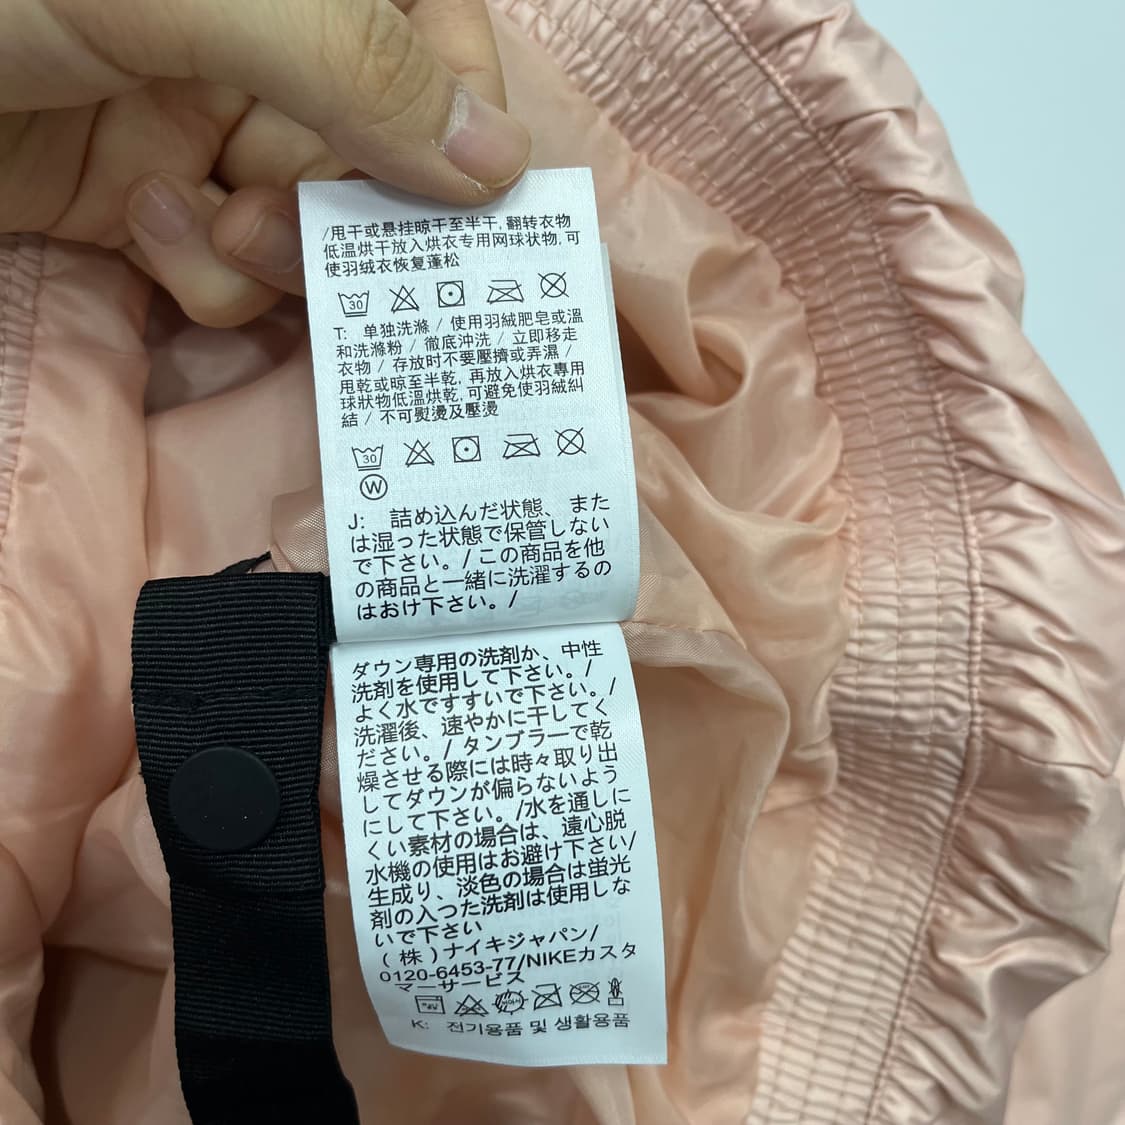 /甩干或悬挂晾干至半干,翻转衣物
低温烘干放入烘衣专用网球状物,可
使羽绒衣恢复蓬松
30
T: 单独洗滌 / 使用羽絨肥皂或溫
和洗滌粉 / 徹底沖洗 / 立即移走
衣物 / 存放时不要壓擠或弄濕 /
甩乾或晾至半乾, 再放入烘衣專用
球狀物低溫烘乾, 可避免使羽絨糾
結 / 不可熨燙及壓燙
30
W
J: 詰め込んだ状態、また
は湿った状態で保管しない
で下さい。/ この商品を他
の商品と一緒に洗濯するの
はおけ下さい。/
ダウン専用の洗剤か、中性
洗剤を使用して下さい。/
よく水ですすいで下さい。/
洗濯後、速やかに干してく
ださい。/ タンブラーで乾
燥させる際には時々取り出
してダウンが偏らないよう
にして下さい。/水を通しに
くい素材の場合は、遠心脱
水機の使用はお避け下さい/
生成り、淡色の場合は蛍光
剤の入った洗剤は使用しな
いで下さい
(株)ナイキジャパン/
0120-6453-77/NIKEカスタ
マーサービス
K: 전기용품 및 생활용품